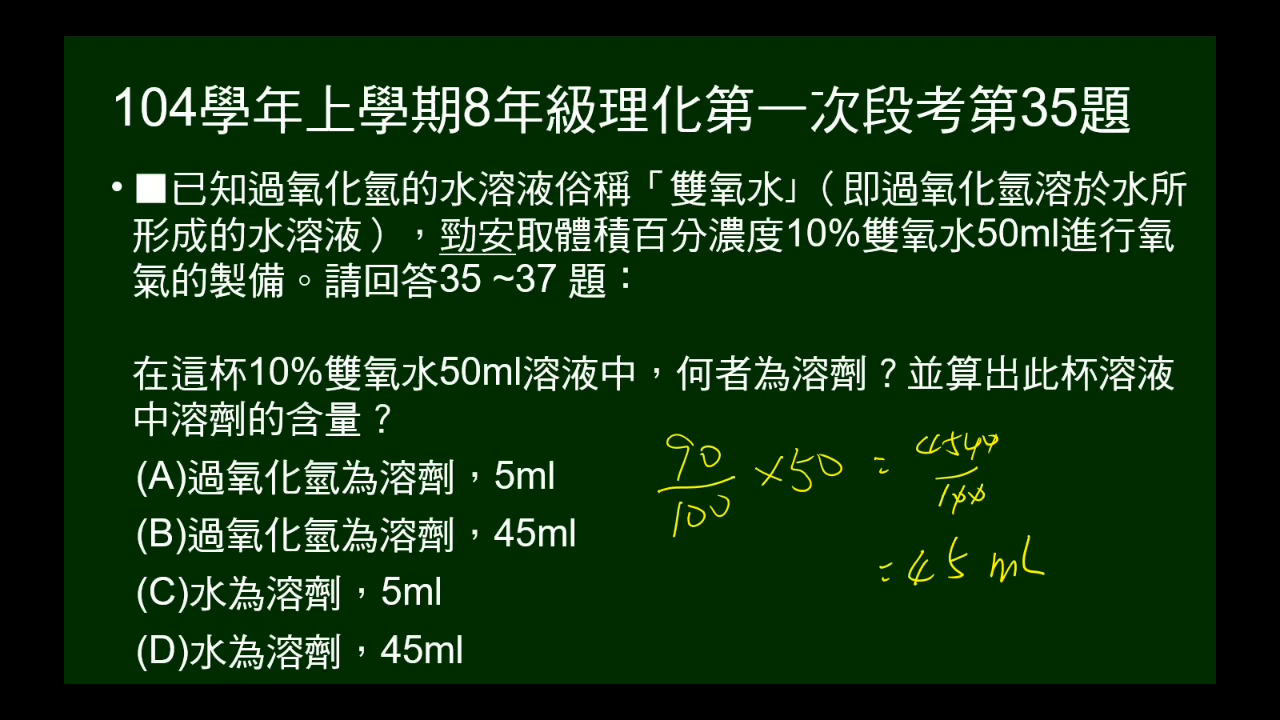 104學年上學期8年級理化第一次段考第35題
• ■已知過氧化氫的水溶液俗稱「雙氧水」（即過氧化氫溶於水所
形成的水溶液），勁安取體積百分濃度10%雙氧水50ml進行氧
氣的製備。請回答35 ~37 題：
在這杯10%雙氧水50ml溶液中，何者為溶劑？並算出此杯溶液
中溶劑的含量？
(A)過氧化氫為溶劑，5ml
(B)過氧化氫為溶劑，45ml
(C)水為溶劑，5ml
(D)水為溶劑，45ml
90/100 ×50 = 4500/100
= 45 mL